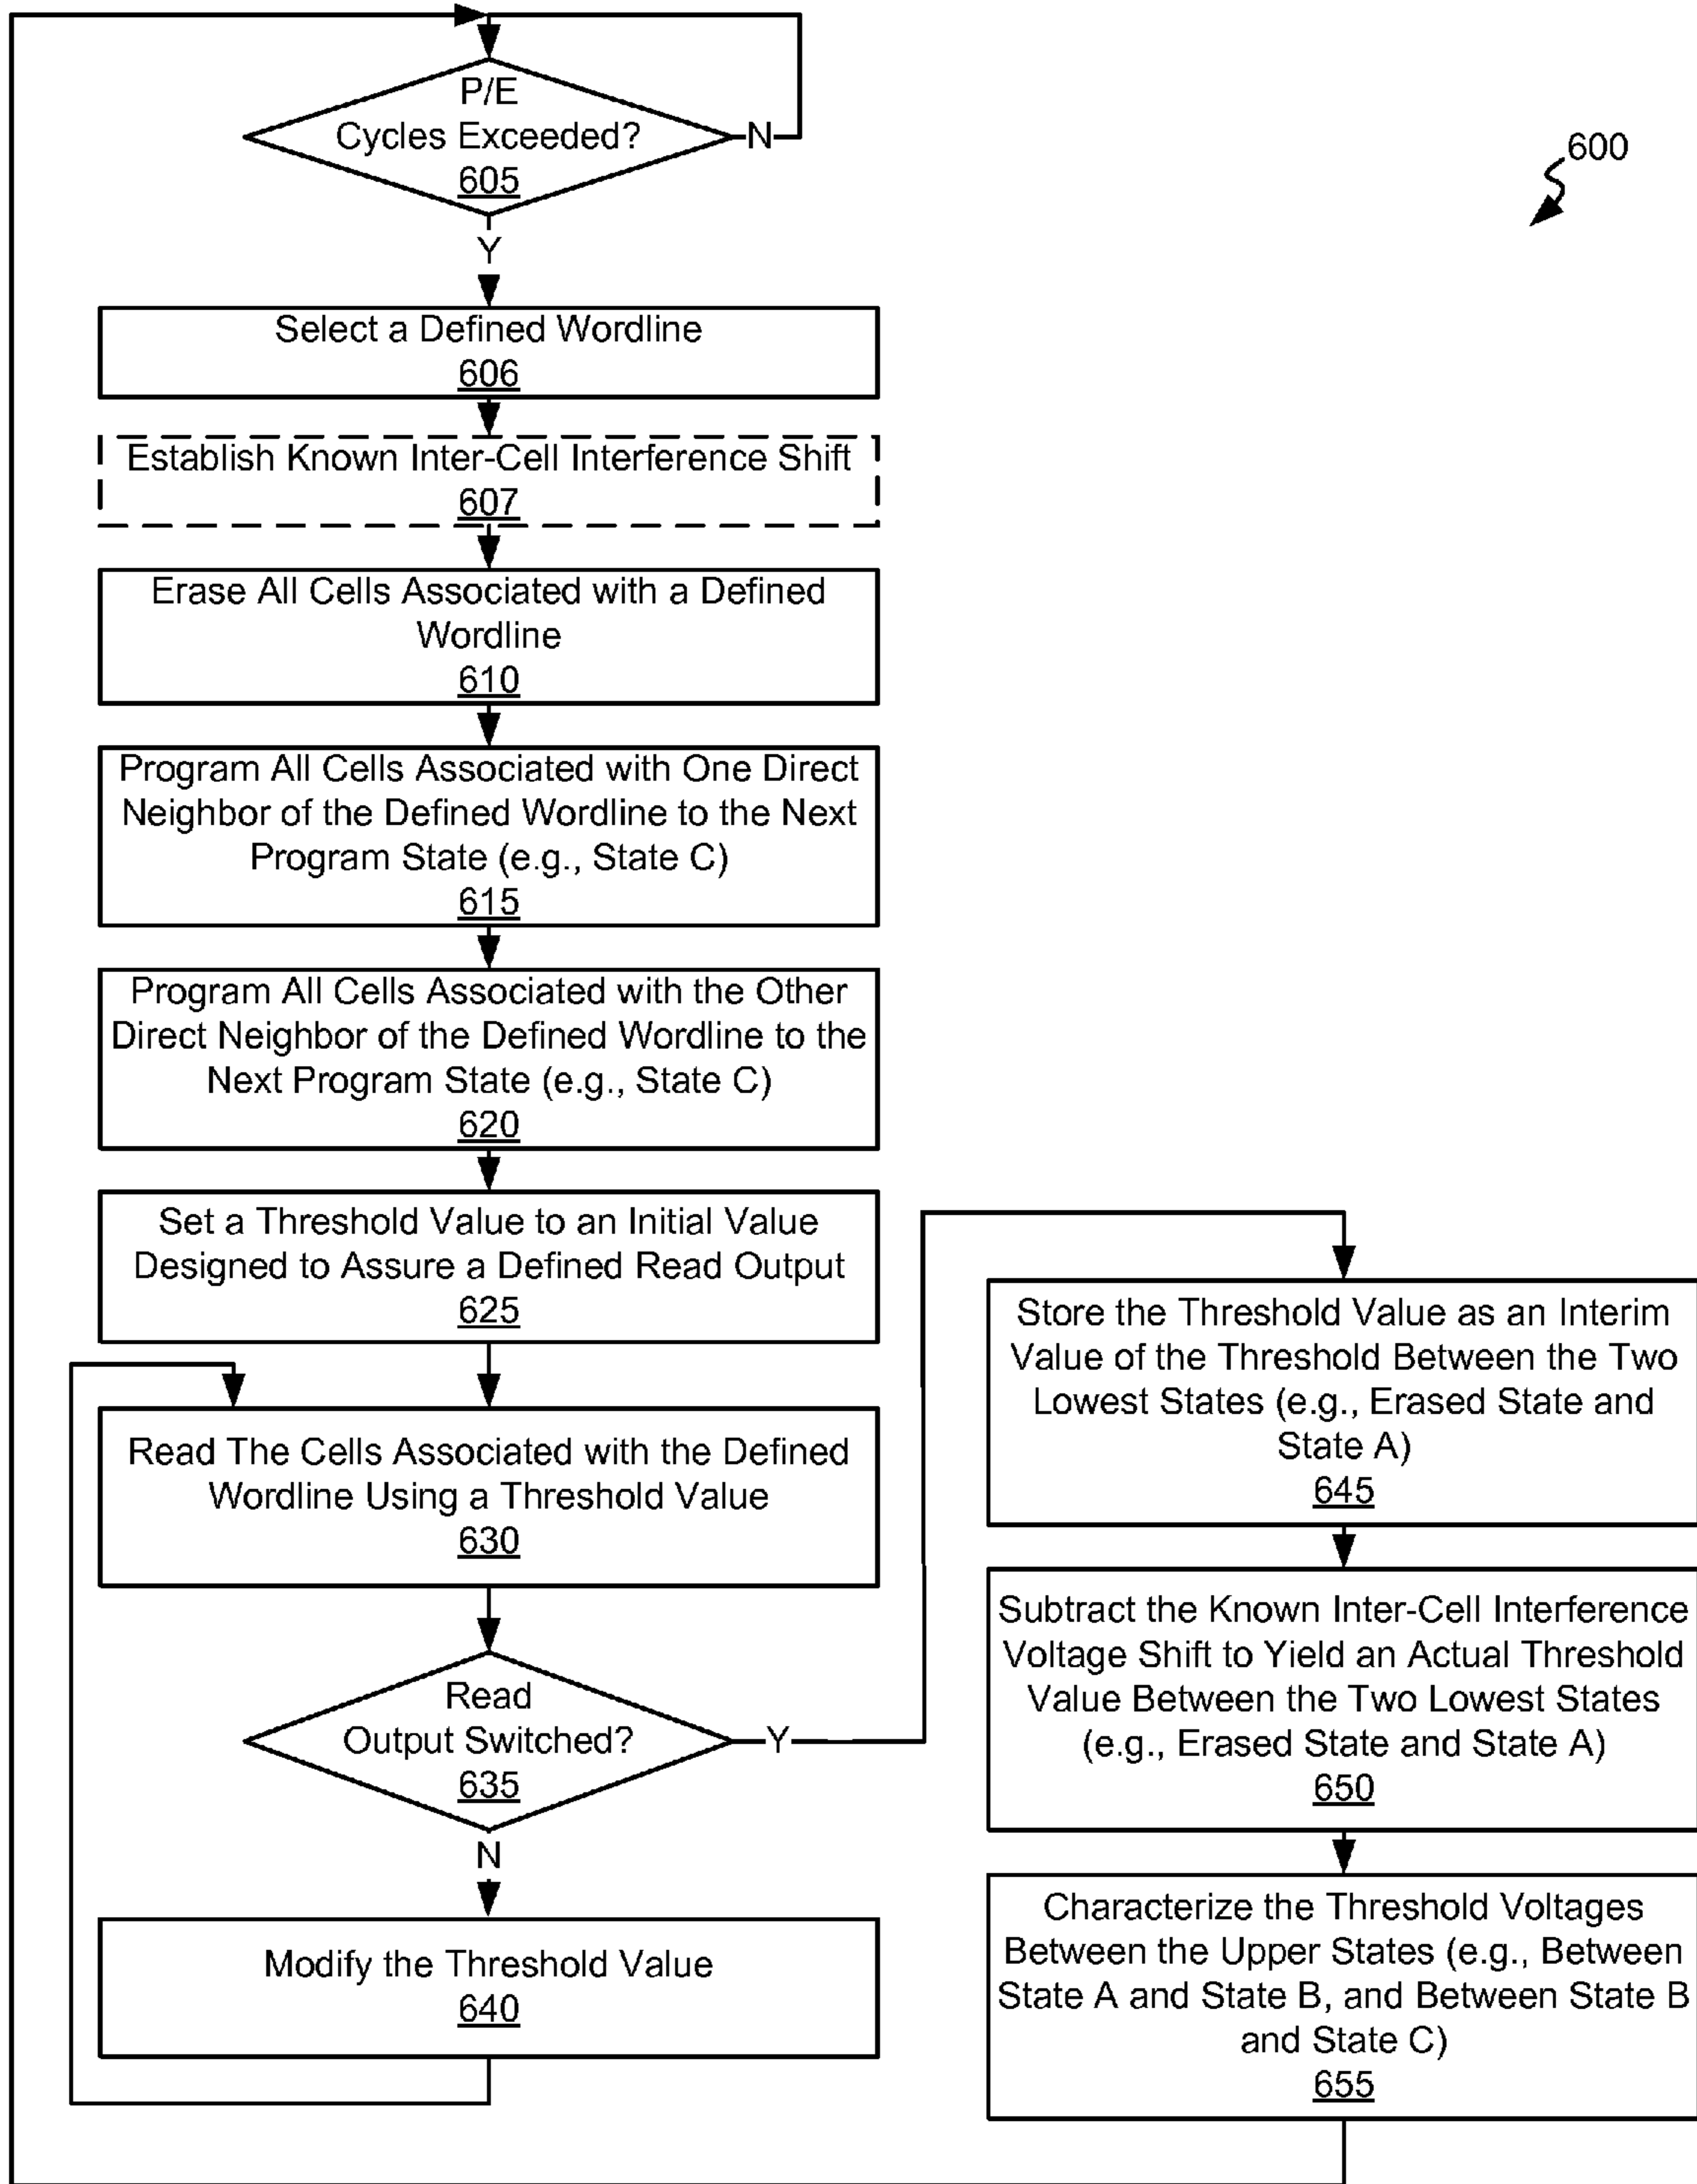 P/E
Cycles Exceeded?
605
N
600
Y
Select a Defined Wordline
606
Establish Known Inter-Cell Interference Shift
607
Erase All Cells Associated with a Defined
Wordline
610
Program All Cells Associated with One Direct
Neighbor of the Defined Wordline to the Next
Program State (e.g., State C)
615
Program All Cells Associated with the Other
Direct Neighbor of the Defined Wordline to the
Next Program State (e.g., State C)
620
Set a Threshold Value to an Initial Value
Designed to Assure a Defined Read Output
625
Read The Cells Associated with the Defined
Wordline Using a Threshold Value
630
Read
Output Switched?
635
Y
N
Modify the Threshold Value
640
Store the Threshold Value as an Interim
Value of the Threshold Between the Two
Lowest States (e.g., Erased State and
State A)
645
Subtract the Known Inter-Cell Interference
Voltage Shift to Yield an Actual Threshold
Value Between the Two Lowest States
(e.g., Erased State and State A)
650
Characterize the Threshold Voltages
Between the Upper States (e.g., Between
State A and State B, and Between State B
and State C)
655